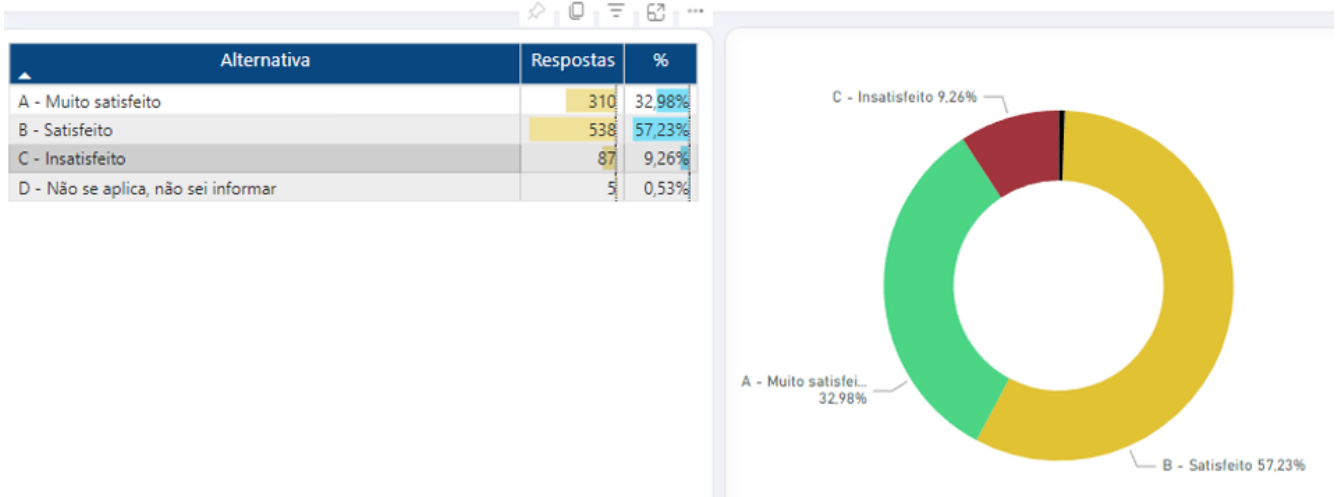 Alternativa Respostas %
A - Muito satisfeito 310 32,98%
B - Satisfeito 538 57,23%
C - Insatisfeito 87 9,26%
D - Não se aplica, não sei informar 5 0,53%
C - Insatisfeito 9,26%
A - Muito satisfei...
32,98%
B - Satisfeito 57,23%